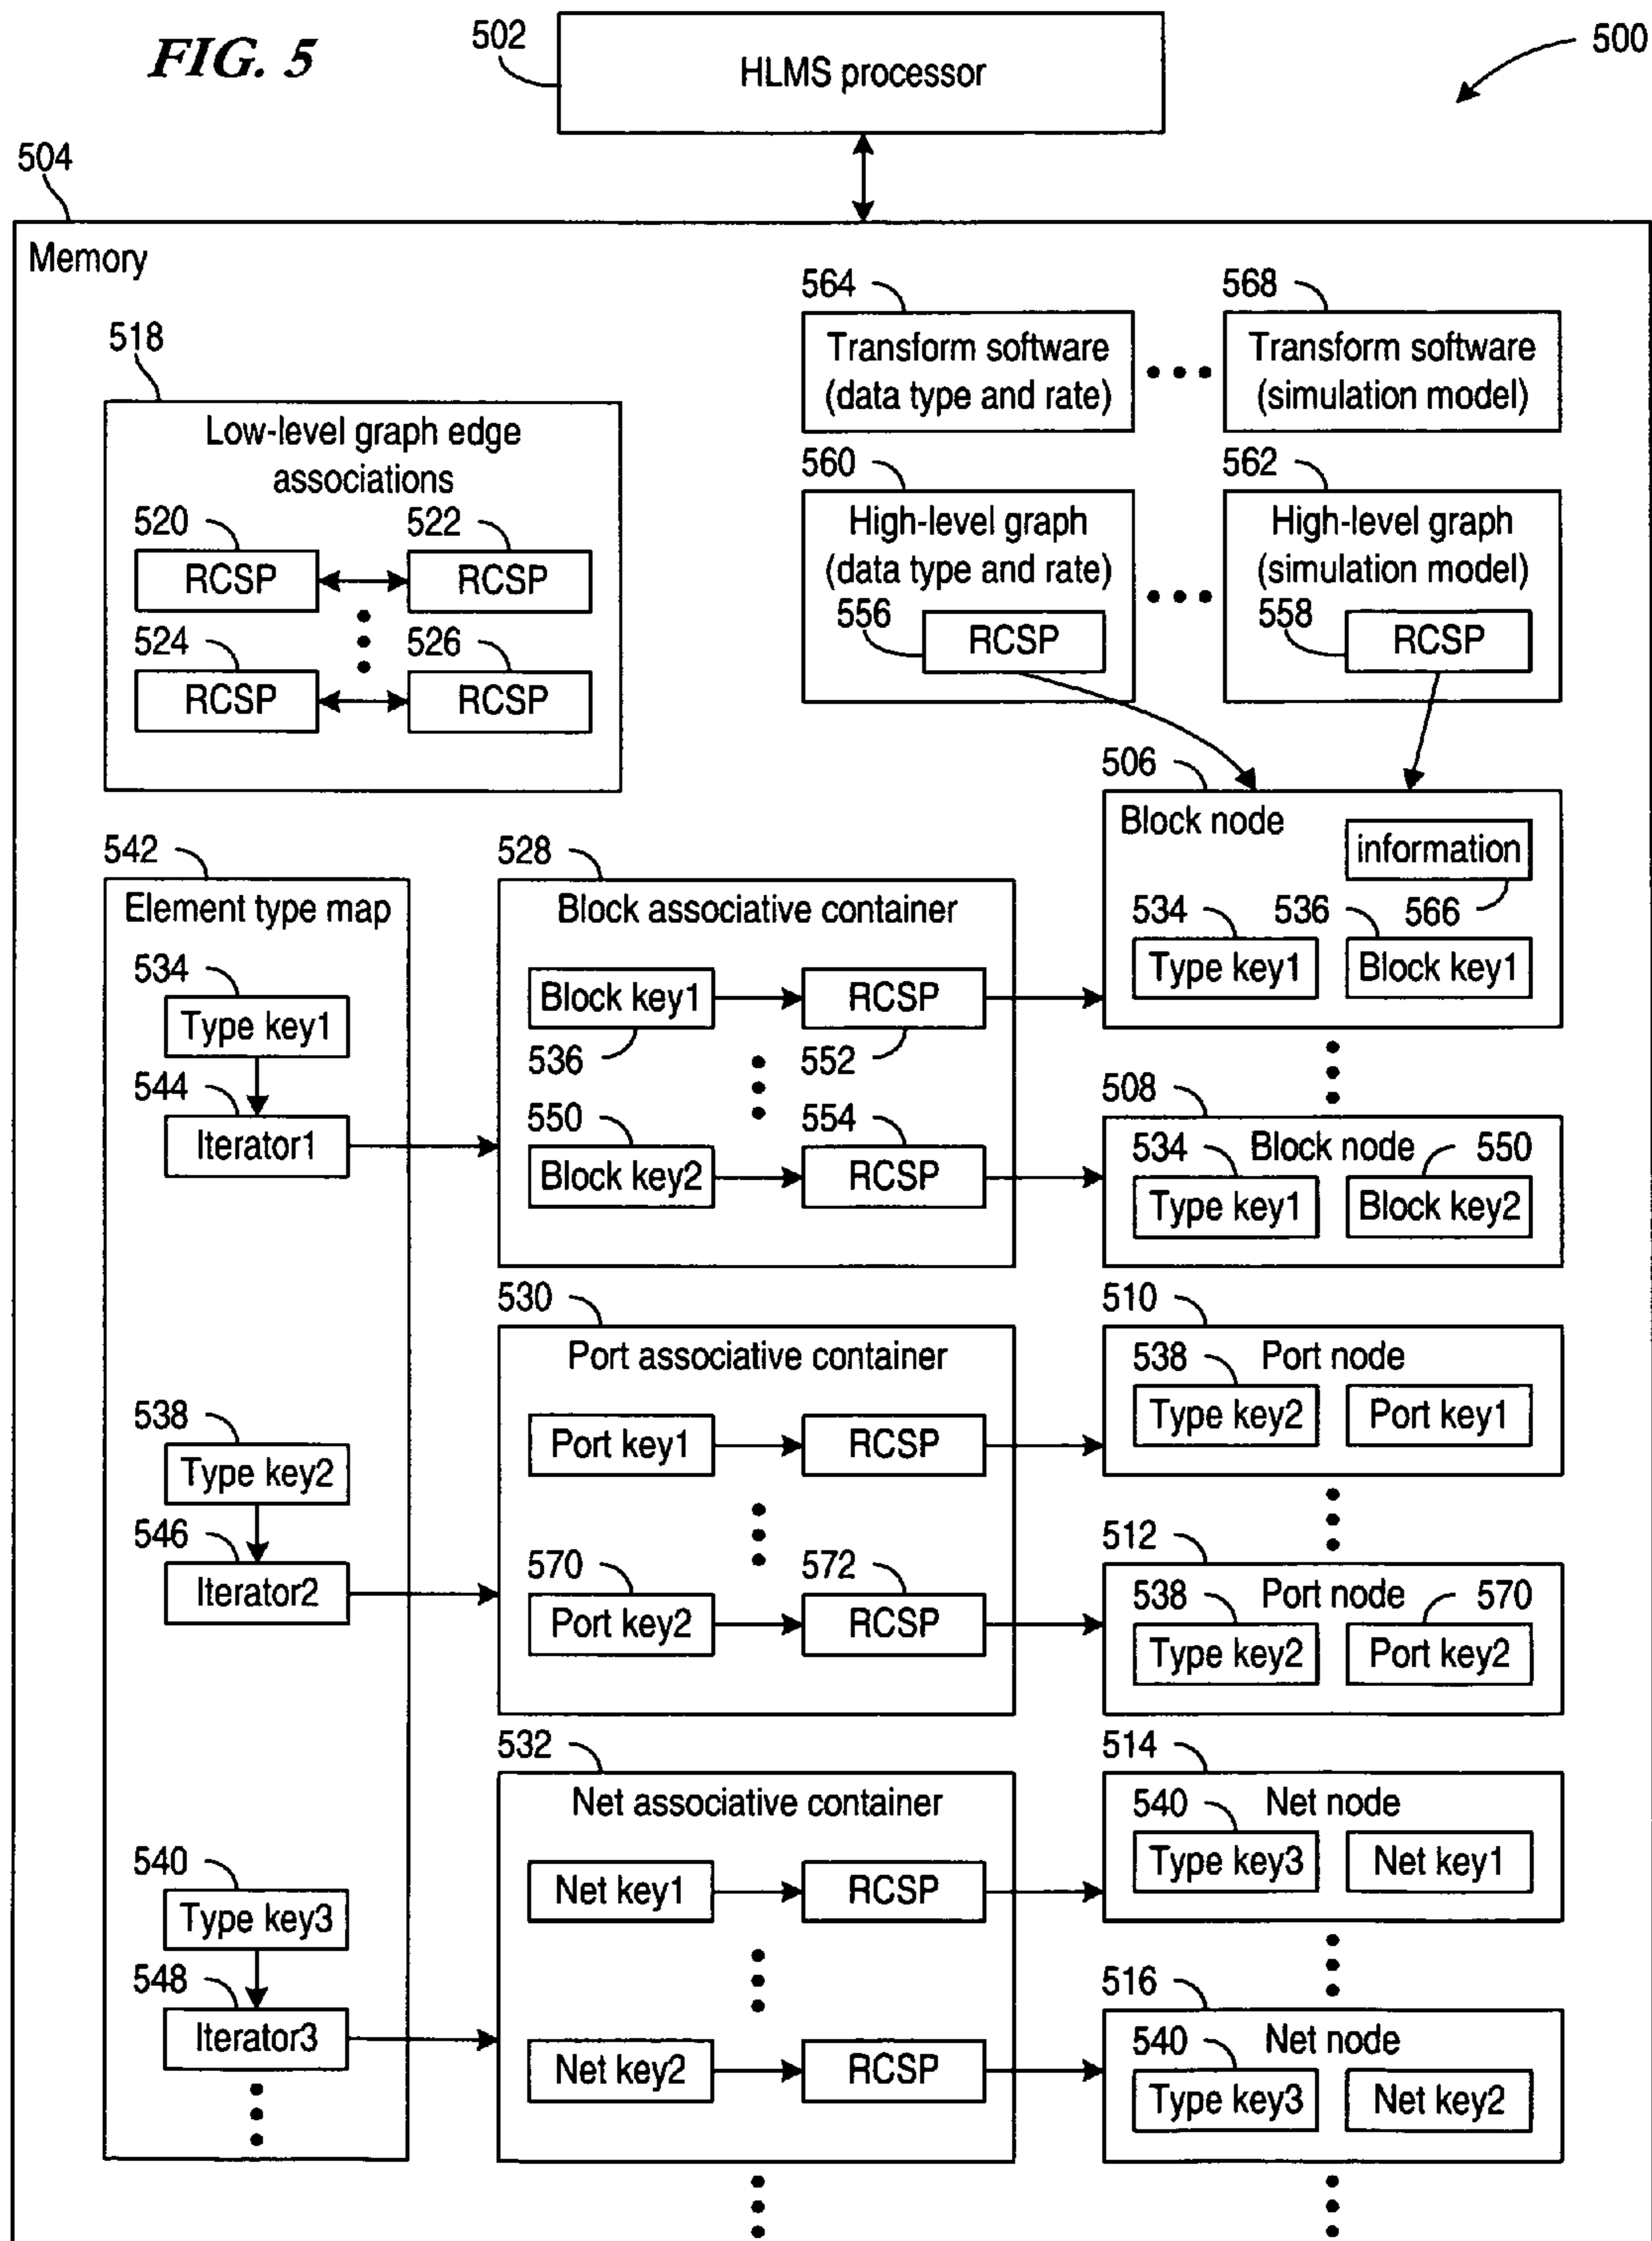 FIG. 5
502
HLMS processor
500
504
Memory
564
Transform software
(data type and rate)
568
Transform software
(simulation model)
518
Low-level graph edge
associations
520
RCSP
522
RCSP
524
RCSP
526
RCSP
560
High-level graph
(data type and rate)
556
RCSP
562
High-level graph
(simulation model)
558
RCSP
506
Block node
information
566
534
Type key1
536
Block key1
542
Element type map
534
Type key1
544
Iterator1
528
Block associative container
Block key1
536
RCSP
552
550
Block key2
554
RCSP
508
Block node
534
Type key1
550
Block key2
530
Port associative container
Port key1
RCSP
510
Port node
538
Type key2
Port key1
538
Type key2
546
Iterator2
570
Port key2
572
RCSP
512
Port node
538
Type key2
570
Port key2
532
Net associative container
Net key1
RCSP
514
Net node
540
Type key3
Net key1
540
Type key3
548
Iterator3
Net key2
RCSP
516
Net node
540
Type key3
Net key2